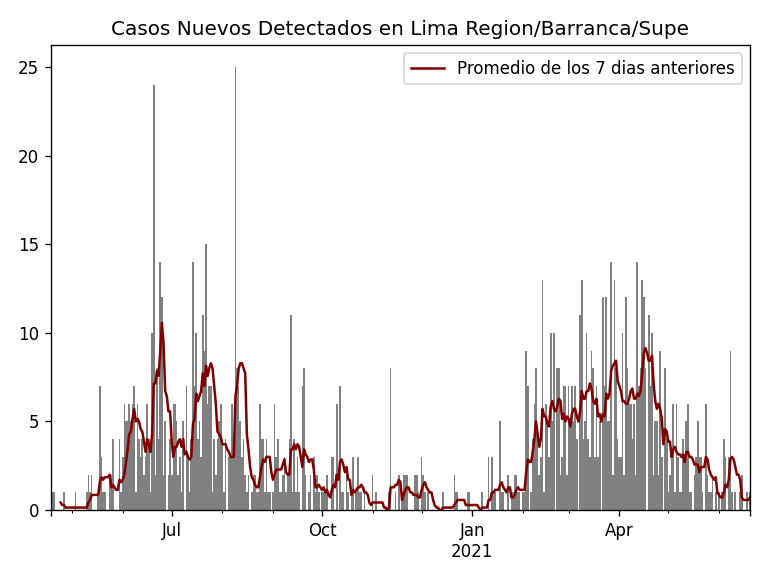 Casos Nuevos Detectados en Lima Region/Barranca/Supe
Promedio de los 7 dias anteriores
25
20
15
10
5
0
Jul
Oct
Jan
2021
Apr